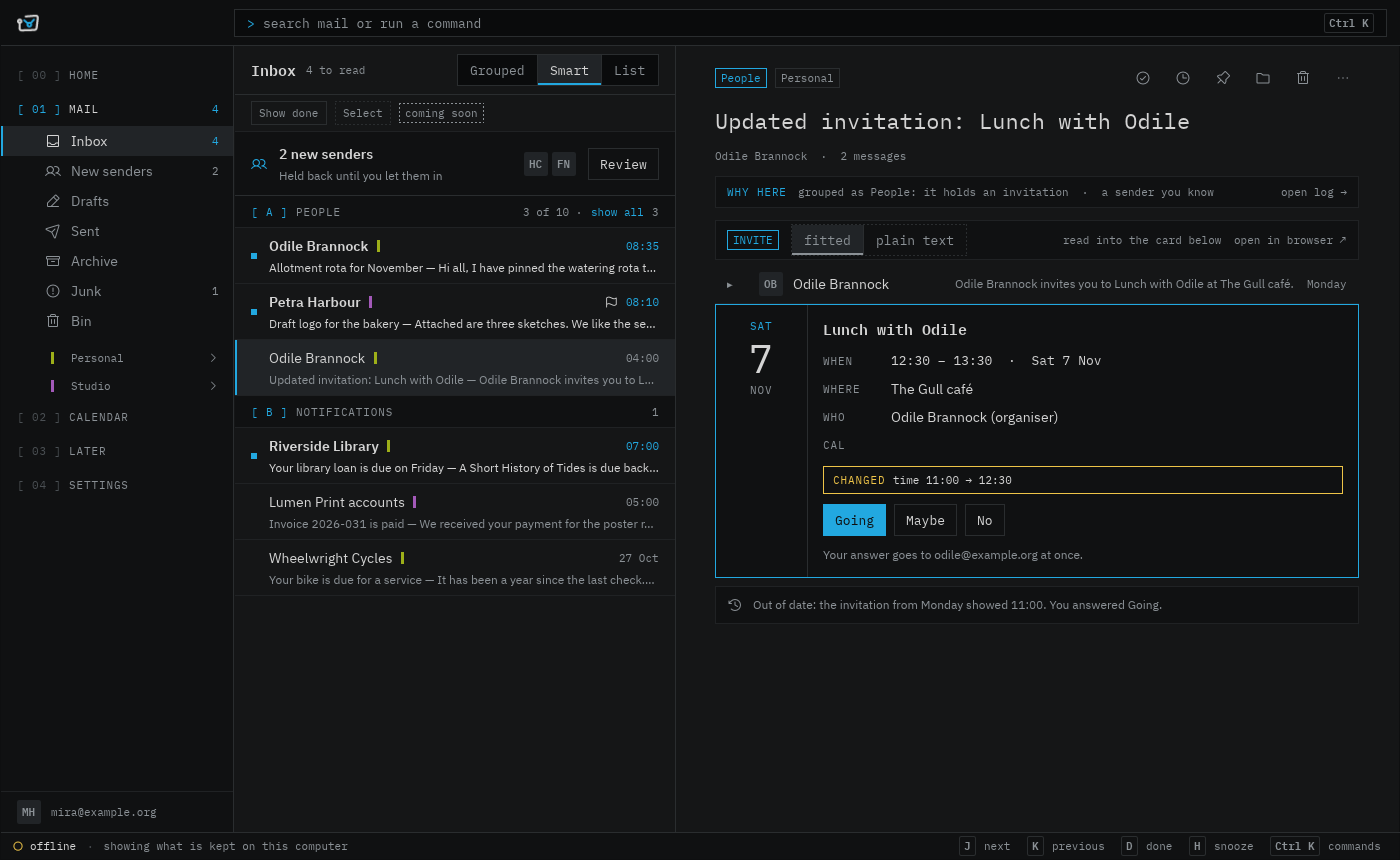 > search mail or run a command Ctrl K
[ 00 ] HOME
[ 01 ] MAIL 4
Inbox 4
New senders 2
Drafts
Sent
Archive
Junk 1
Bin
Personal
Studio
[ 02 ] CALENDAR
[ 03 ] LATER
[ 04 ] SETTINGS
MH mira@example.org
Inbox 4 to read Grouped Smart List
Show done Select coming soon
2 new senders
Held back until you let them in
HC FN Review
[ A ] PEOPLE 3 of 10 · show all 3
Odile Brannock 08:35
Allotment rota for November — Hi all, I have pinned the watering rota t…
Petra Harbour 08:10
Draft logo for the bakery — Attached are three sketches. We like the se…
Odile Brannock 04:00
Updated invitation: Lunch with Odile — Odile Brannock invites you to L…
[ B ] NOTIFICATIONS 1
Riverside Library 07:00
Your library loan is due on Friday — A Short History of Tides is due back…
Lumen Print accounts 05:00
Invoice 2026-031 is paid — We received your payment for the poster r…
Wheelwright Cycles 27 Oct
Your bike is due for a service — It has been a year since the last check.…
People Personal
Updated invitation: Lunch with Odile
Odile Brannock · 2 messages
WHY HERE grouped as People: it holds an invitation · a sender you know open log →
INVITE fitted plain text read into the card below open in browser ↗
▸ OB Odile Brannock Odile Brannock invites you to Lunch with Odile at The Gull café. Monday
SAT
7
NOV
Lunch with Odile
WHEN 12:30 – 13:30 · Sat 7 Nov
WHERE The Gull café
WHO Odile Brannock (organiser)
CAL
CHANGED time 11:00 → 12:30
Going Maybe No
Your answer goes to odile@example.org at once.
Out of date: the invitation from Monday showed 11:00. You answered Going.
offline · showing what is kept on this computer
J next K previous D done H snooze Ctrl K commands